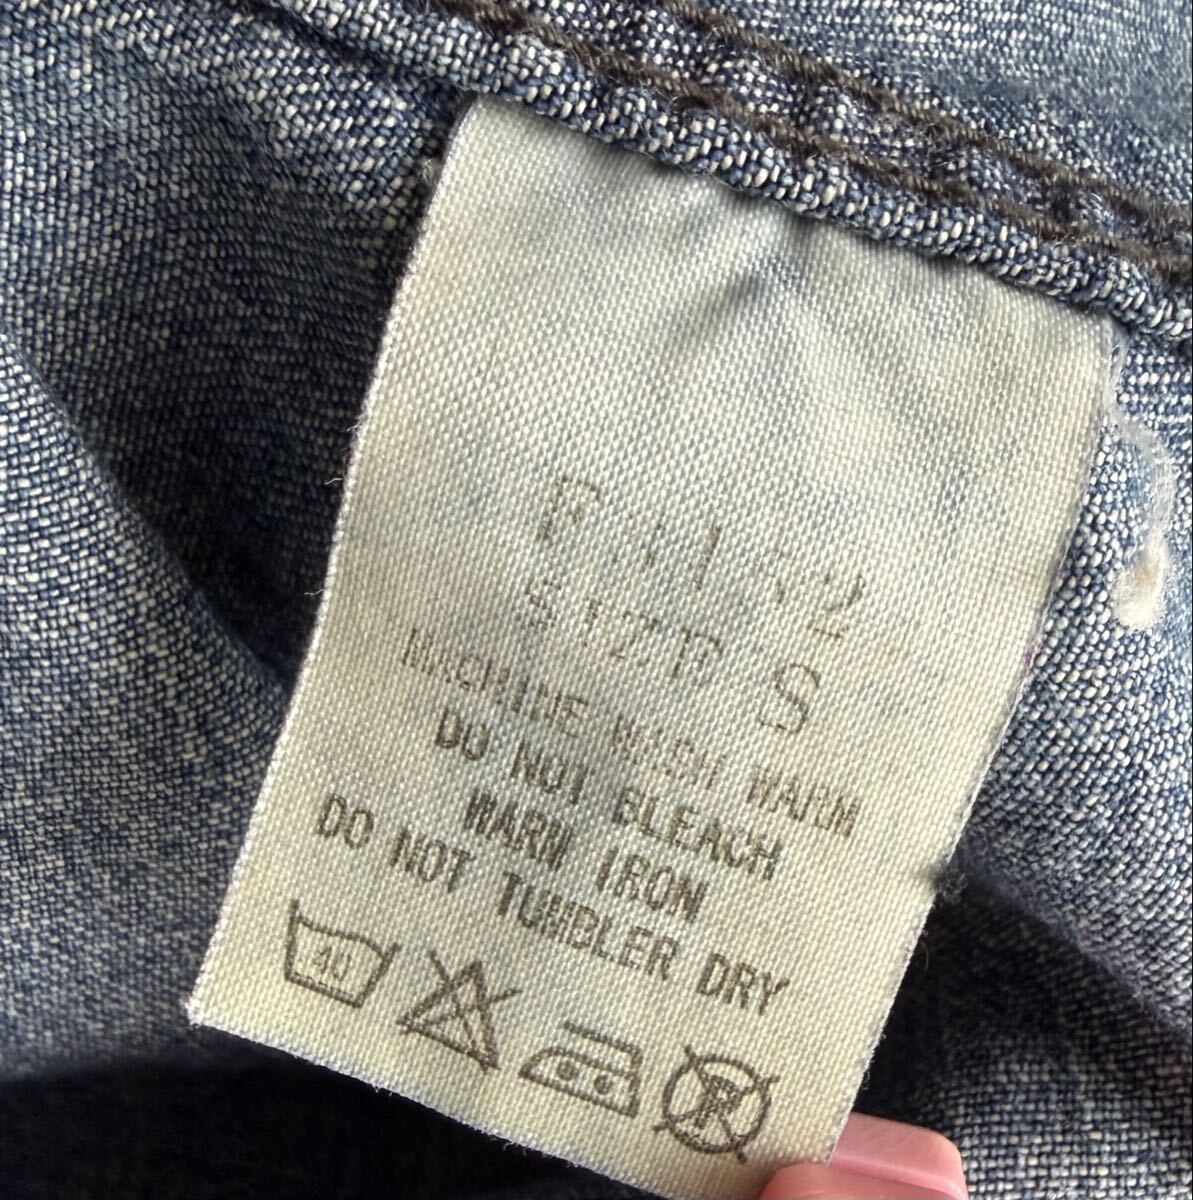 SIZE S
MACHINE WASH WARM
DO NOT BLEACH
WARM IRON
DO NOT TUMBLER DRY
40